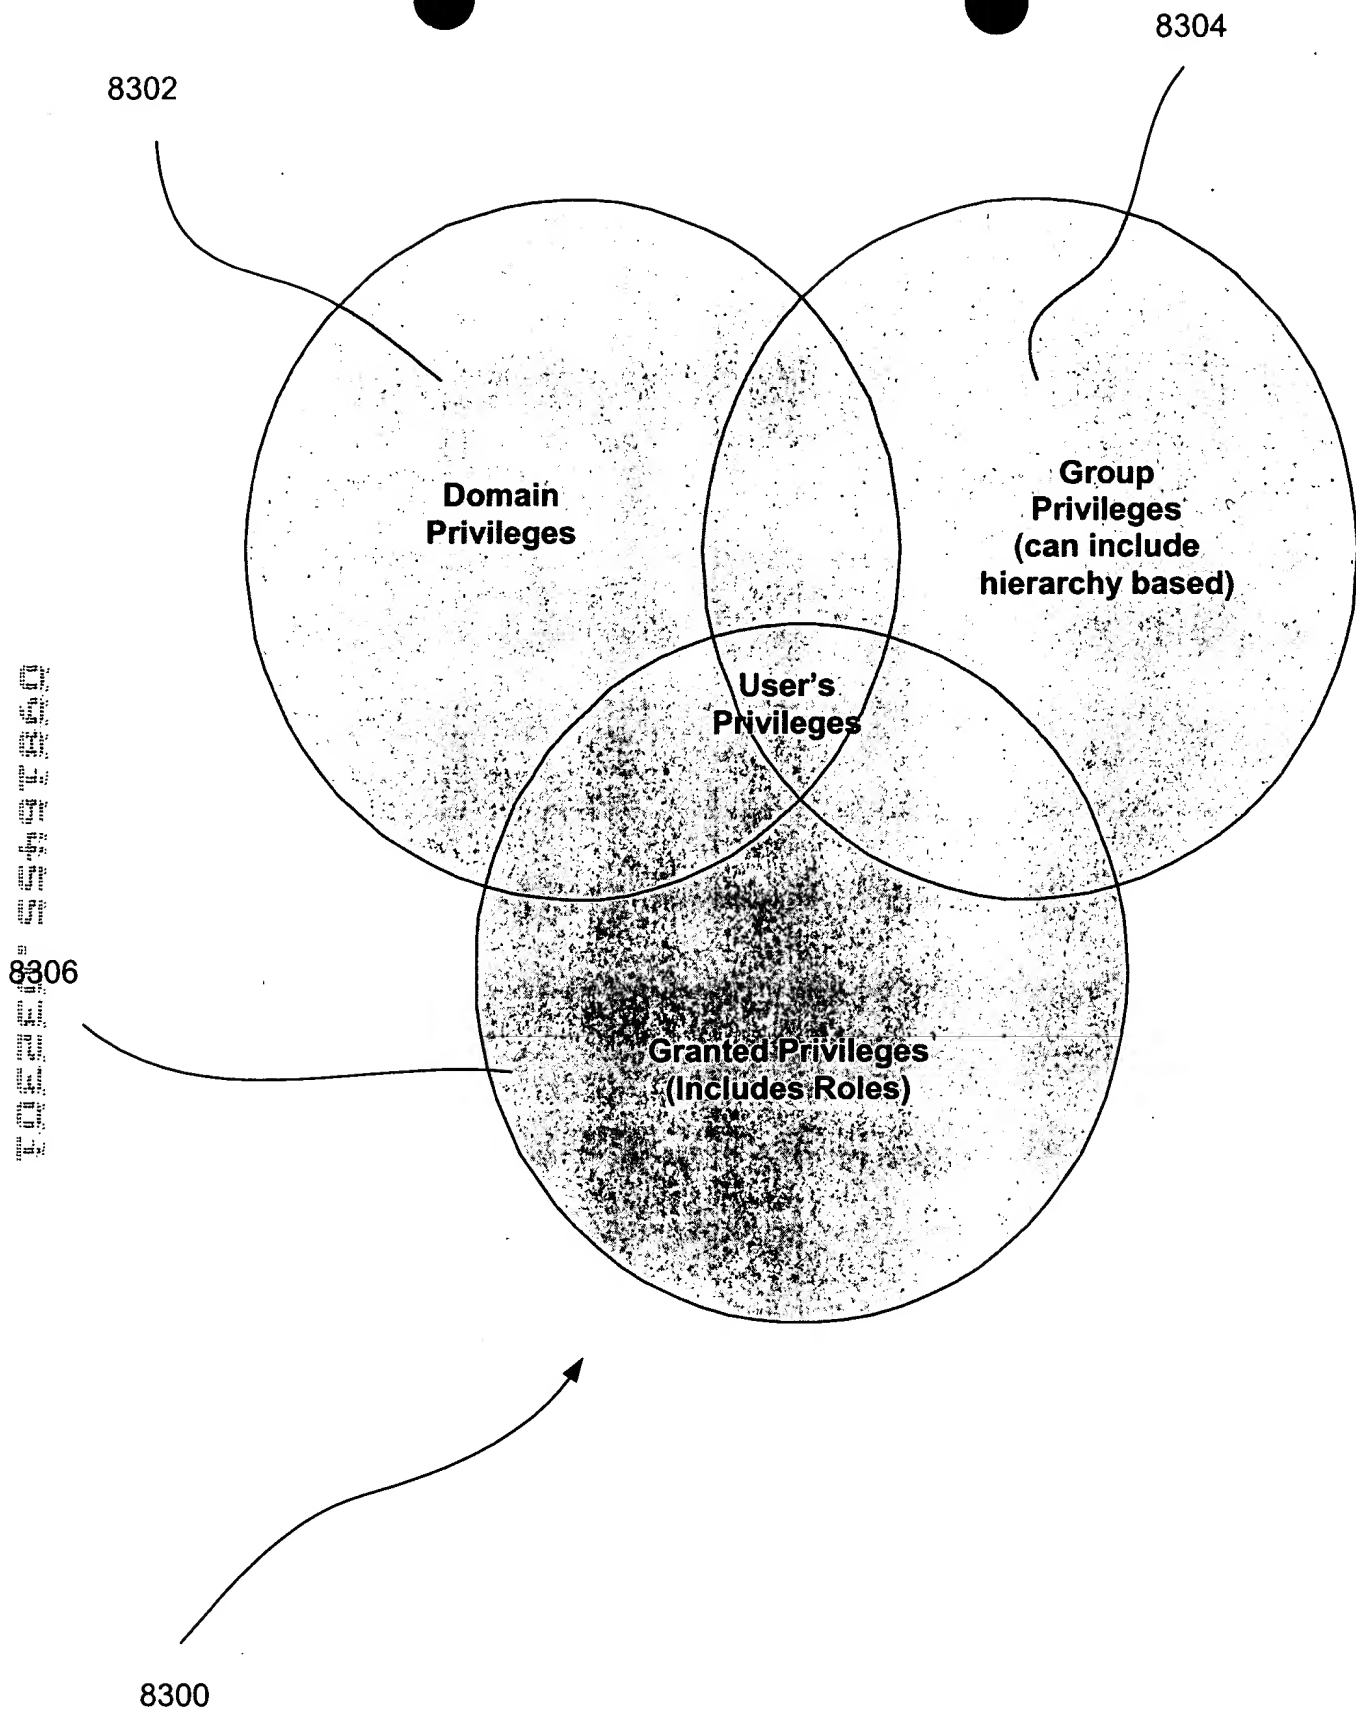 8304
8302
Domain
Privileges
Group
Privileges
(can include
hierarchy based)
User's
Privileges
8306
Granted Privileges
(Includes Roles)
8300